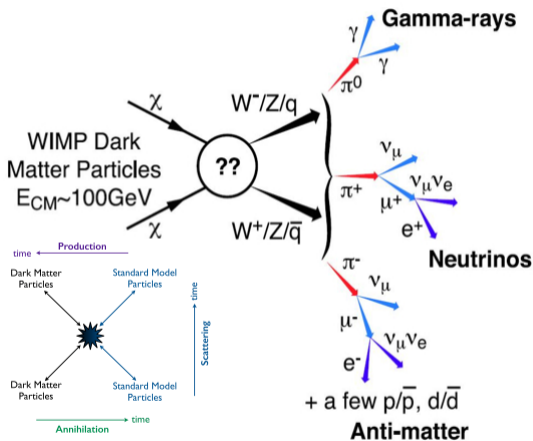 Gamma-rays
γ
γ
π0
χ
W-/Z/q
WIMP Dark
Matter Particles
ECM~100GeV
??
χ
W+/Z/q̅
π+
νμ
μ+
νμνe
e+
Neutrinos
π-
νμ
μ-
νμνe
e-
+ a few p/p̅, d/d̅
Anti-matter
Production
time
Dark Matter
Particles
Standard Model
Particles
time
Scattering
Dark Matter
Particles
Standard Model
Particles
time
Annihilation